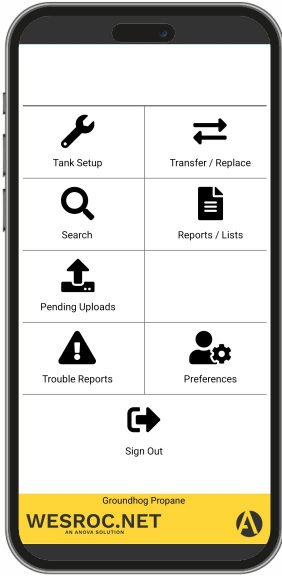 Tank Setup
Transfer / Replace
Search
Reports / Lists
Pending Uploads
Trouble Reports
Preferences
Sign Out
Groundhog Propane
WESROC.NET
AN ANOVA SOLUTION